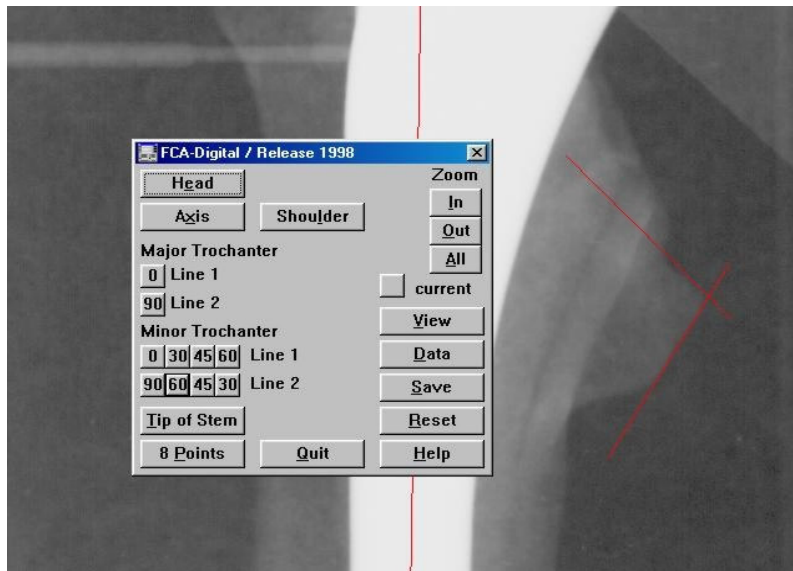 FCA-Digital / Release 1998
Head
Zoom
In
Axis
Shoulder
Out
Major Trochanter
All
0 Line 1
current
90 Line 2
View
Minor Trochanter
0 30 45 60 Line 1
Data
90 60 45 30 Line 2
Save
Tip of Stem
Reset
8 Points
Quit
Help